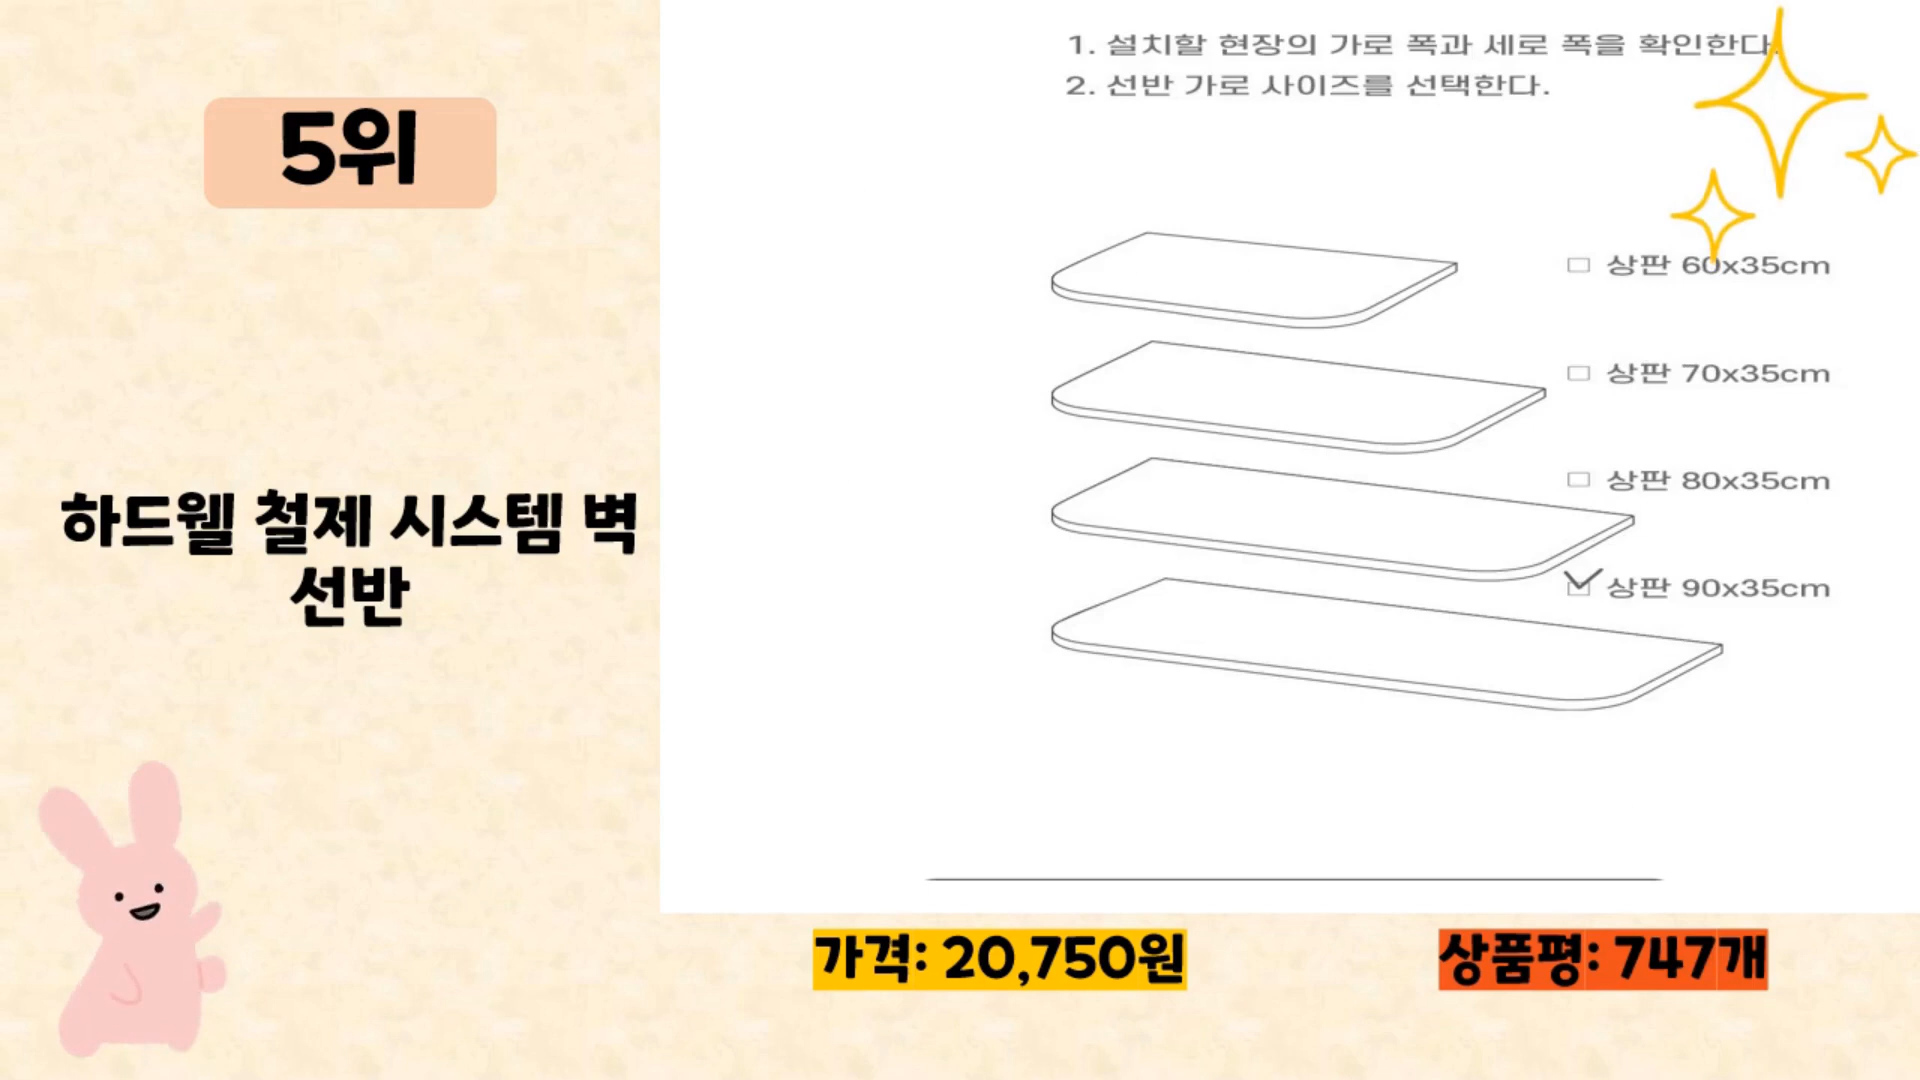 5위
하드웰 철제 시스템 벽
선반
1. 설치할 현장의 가로 폭과 세로 폭을 확인한다.
2. 선반 가로 사이즈를 선택한다.
상판 60x35cm
상판 70x35cm
상판 80x35cm
상판 90x35cm
가격: 20,750원
상품평: 747개